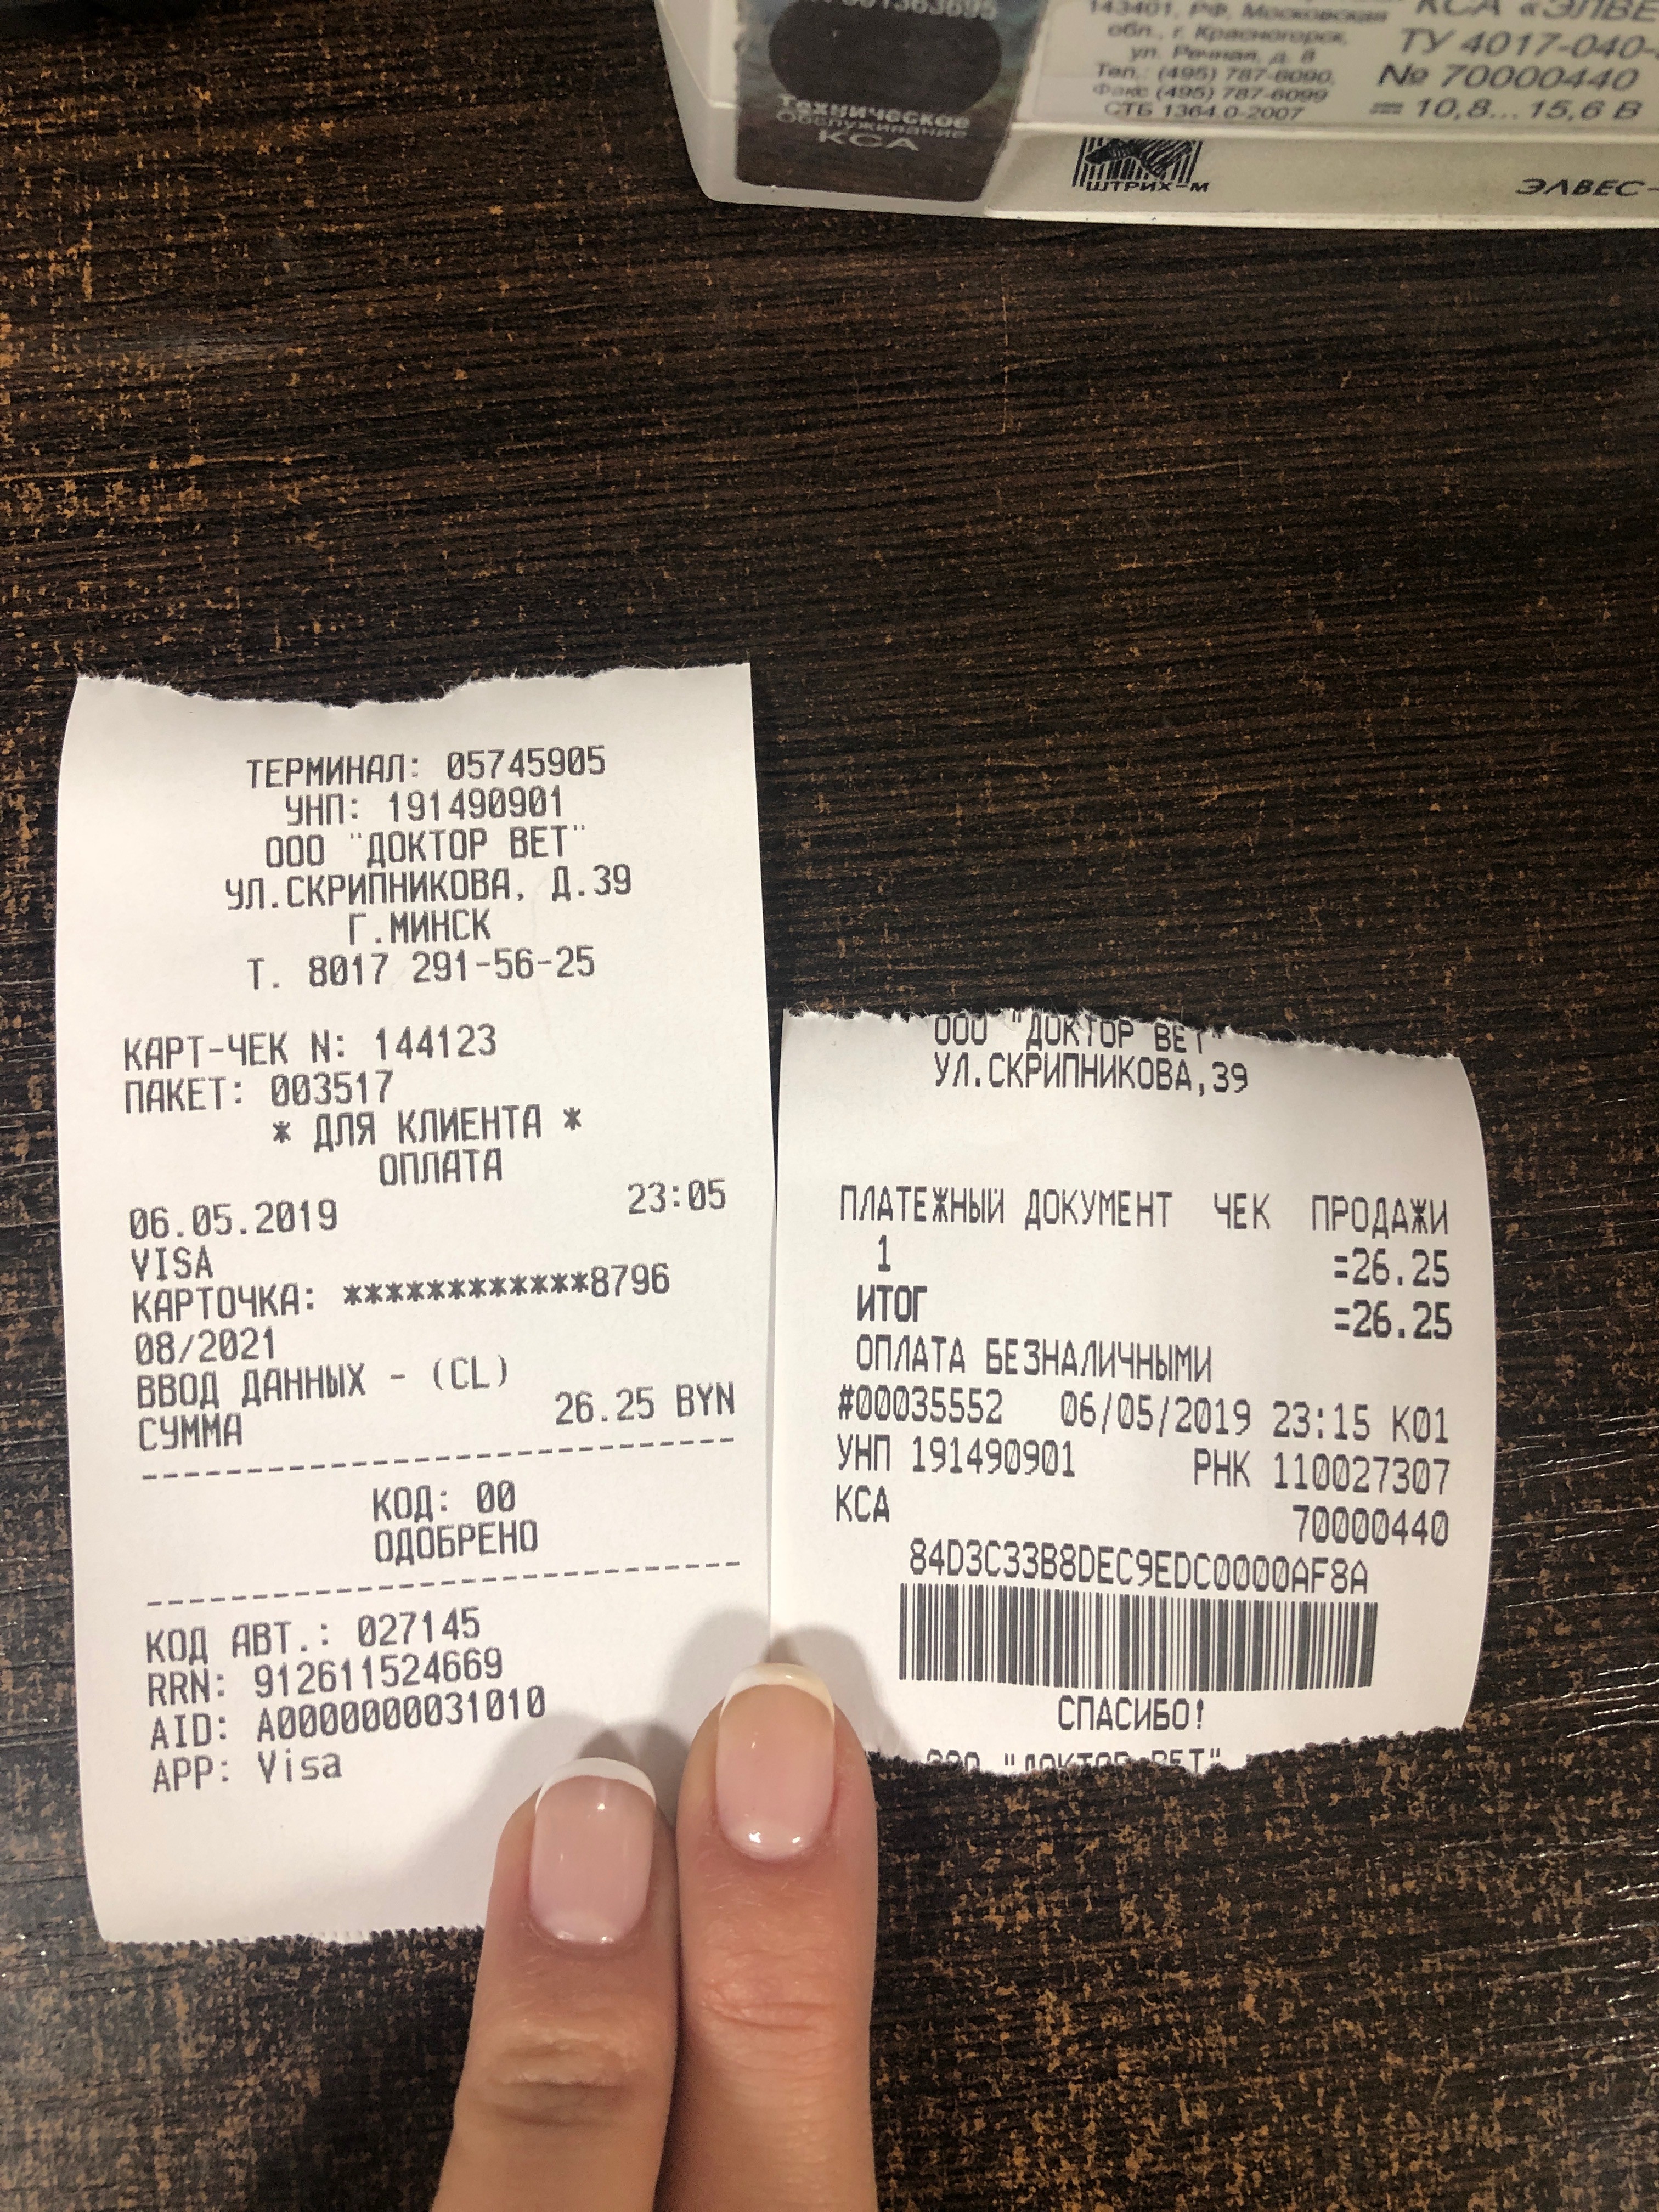 143401, РФ, Московская
обл., г. Красногорск,
ул. Речная, д. 8
Тел.: (495) 787-6090,
Факс (495) 787-6099
СТБ 1364.0-2007
КСА «ЭЛВЕ
ТУ 4017-040-
№ 70000440
10,8... 15,6 В
Техническое
Обслуживание
КСА
ШТРИХ-М
ЭЛВЕС-
ТЕРМИНАЛ: 05745905
УНП: 191490901
ООО "ДОКТОР ВЕТ"
УЛ.СКРИПНИКОВА, Д.39
Г.МИНСК
Т. 8017 291-56-25
КАРТ-ЧЕК N: 144123
ПАКЕТ: 003517
* ДЛЯ КЛИЕНТА *
ОПЛАТА
06.05.2019 23:05
VISA
КАРТОЧКА: ************8796
08/2021
ВВОД ДАННЫХ - (CL)
СУММА 26.25 BYN
КОД: 00
ОДОБРЕНО
КОД АВТ.: 027145
RRN: 912611524669
AID: A0000000031010
APP: Visa
ООО "ДОКТОР ВЕТ"
УЛ.СКРИПНИКОВА,39
ПЛАТЕЖНЫЙ ДОКУМЕНТ ЧЕК ПРОДАЖИ
1 =26.25
ИТОГ =26.25
ОПЛАТА БЕЗНАЛИЧНЫМИ
#00035552 06/05/2019 23:15 К01
УНП 191490901 РНК 110027307
КСА 70000440
84D3C33B8DEC9EDC0000AF8A
СПАСИБО!
ООО "ДОКТОР ВЕТ"